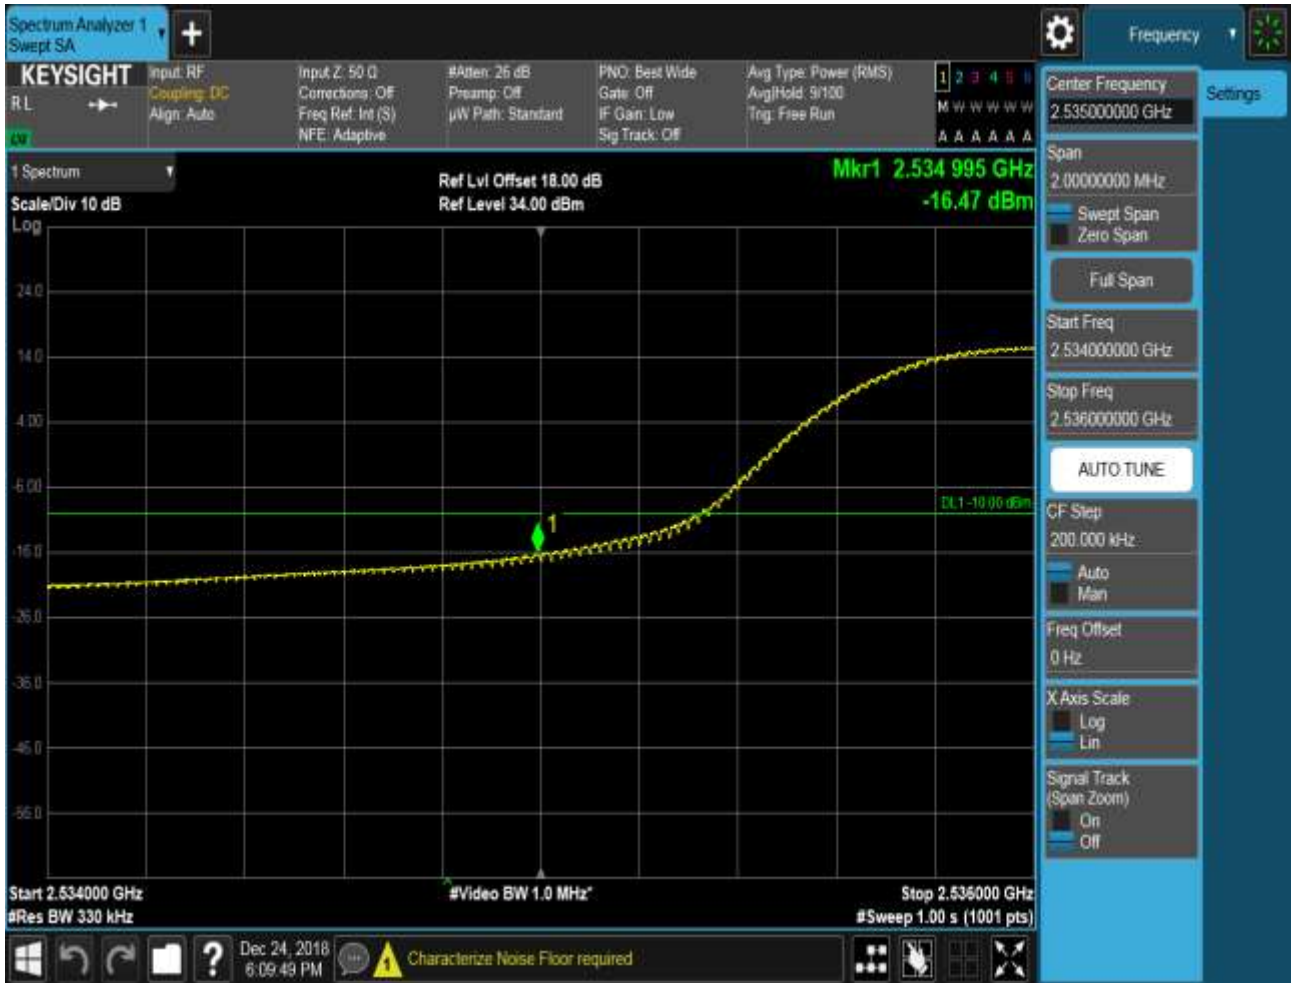 Spectrum Analyzer 1
Swept SA
Frequency
KEYSIGHT
RL
Input: RF
Coupling: DC
Align: Auto
Input Z: 50 Ω
Corrections: Off
Freq Ref: Int (S)
NFE: Adaptive
#Atten: 26 dB
Preamp: Off
µW Path: Standard
PNO: Best Wide
Gate: Off
IF Gain: Low
Sig Track: Off
Avg Type: Power (RMS)
Avg|Hold: 9/100
Trig: Free Run
1 2 3 4 5 6
M W W W W W
A A A A A A
Settings
1 Spectrum
Scale/Div 10 dB
Log
Ref Lvl Offset 18.00 dB
Ref Level 34.00 dBm
Mkr1 2.534 995 GHz
-16.47 dBm
24.0
14.0
4.00
-6.00
-16.0
-26.0
-36.0
-46.0
-56.0
DL1 -10.00 dBm
1
Start 2.534000 GHz
#Res BW 330 kHz
#Video BW 1.0 MHz*
Stop 2.536000 GHz
#Sweep 1.00 s (1001 pts)
Center Frequency
2.535000000 GHz
Span
2.00000000 MHz
Swept Span
Zero Span
Full Span
Start Freq
2.534000000 GHz
Stop Freq
2.536000000 GHz
AUTO TUNE
CF Step
200.000 kHz
Auto
Man
Freq Offset
0 Hz
X Axis Scale
Log
Lin
Signal Track
(Span Zoom)
On
Off
?
Dec 24, 2018
6:09:49 PM
1
Characterize Noise Floor required